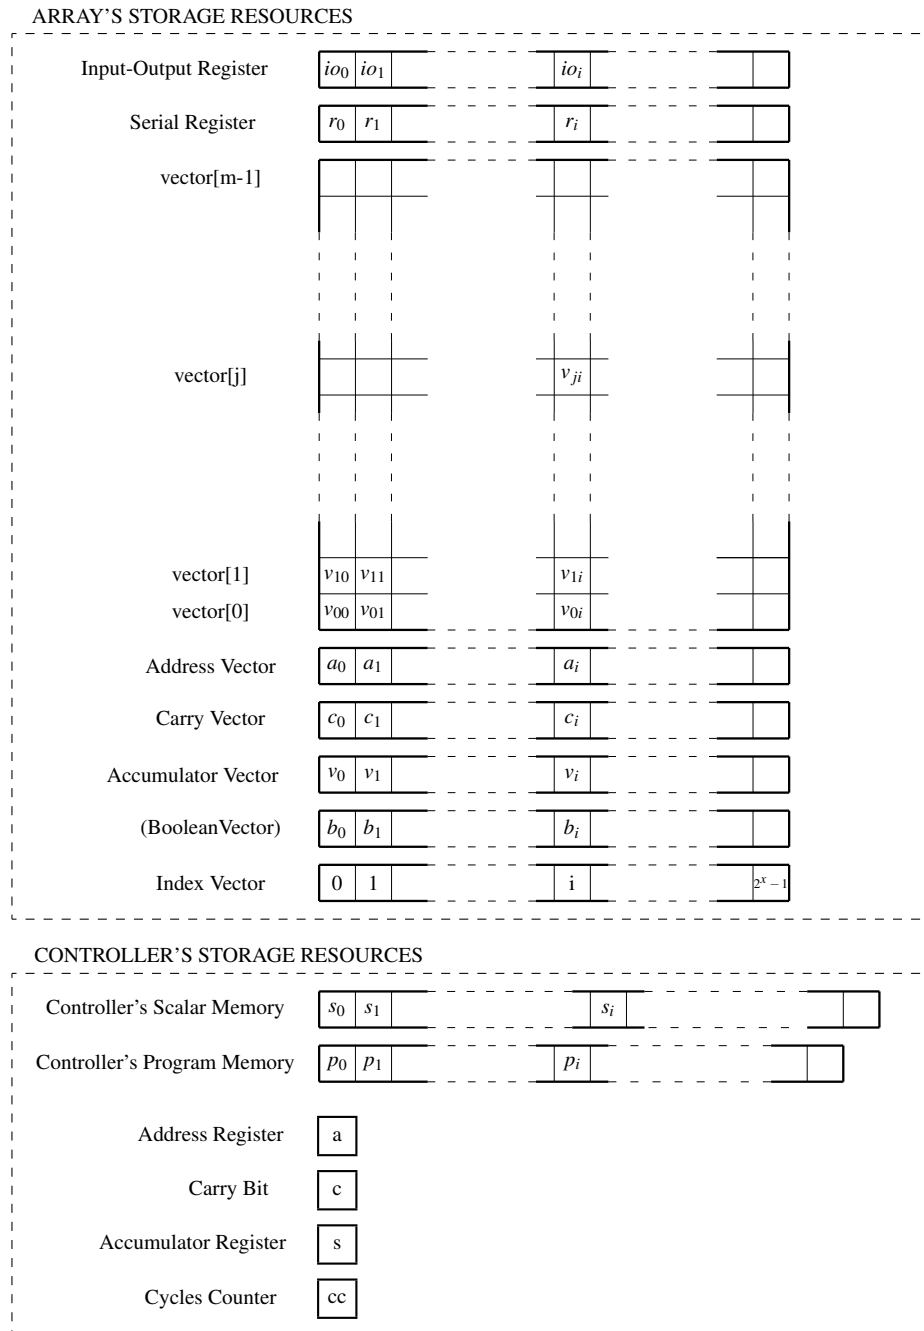 ARRAY'S STORAGE RESOURCES
Input-Output Register io₀ io₁ ioᵢ
Serial Register r₀ r₁ rᵢ
vector[m-1]
vector[j] vⱼᵢ
vector[1] v₁₀ v₁₁ v₁ᵢ
vector[0] v₀₀ v₀₁ v₀ᵢ
Address Vector a₀ a₁ aᵢ
Carry Vector c₀ c₁ cᵢ
Accumulator Vector v₀ v₁ vᵢ
(BooleanVector) b₀ b₁ bᵢ
Index Vector 0 1 i 2ˣ – 1
CONTROLLER'S STORAGE RESOURCES
Controller's Scalar Memory s₀ s₁ sᵢ
Controller's Program Memory p₀ p₁ pᵢ
Address Register a
Carry Bit c
Accumulator Register s
Cycles Counter cc